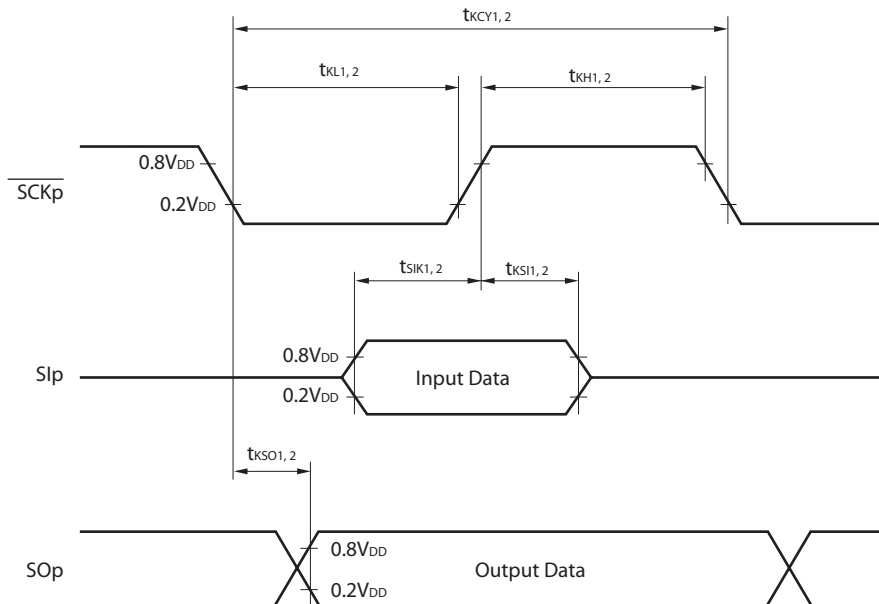 tKCY1, 2
tKL1, 2
tKH1, 2
0.8VDD
SCKp
0.2VDD
tSIK1, 2
tKSI1, 2
0.8VDD
SIp
Input Data
0.2VDD
tKSO1, 2
0.8VDD
SOp
Output Data
0.2VDD